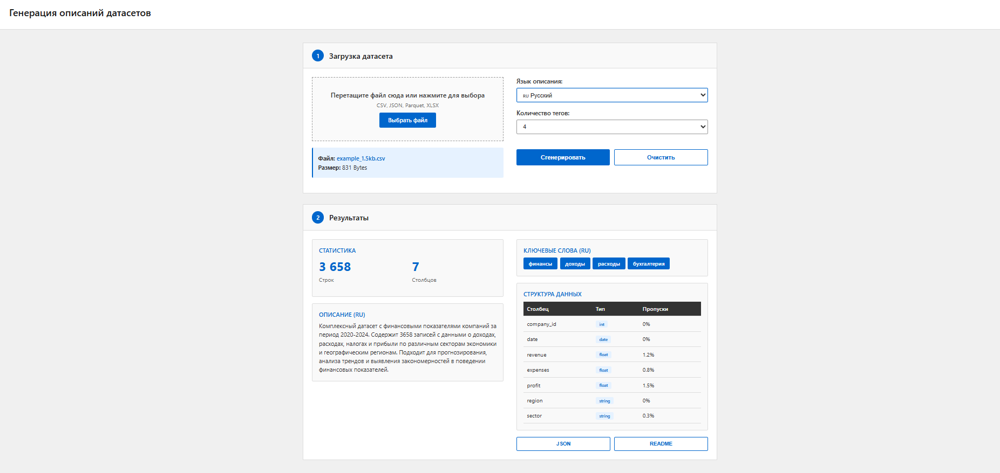 Генерация описаний датасетов
1 Загрузка датасета
Перетащите файл сюда или нажмите для выбора
CSV, JSON, Parquet, XLSX
Выбрать файл
Файл: example_1.5kb.csv
Размер: 831 Bytes
Язык описания:
RU Русский
Количество тегов:
4
Сгенерировать Очистить
2 Результаты
СТАТИСТИКА
3 658 7
Строк Столбцов
ОПИСАНИЕ (RU)
Комплексный датасет с финансовыми показателями компаний за
период 2020-2024. Содержит 3658 записей с данными о доходах,
расходах, налогах и прибыли по различным секторам экономики
и географическим регионам. Подходит для прогнозирования,
анализа трендов и выявления закономерностей в поведении
финансовых показателей.
КЛЮЧЕВЫЕ СЛОВА (RU)
финансы доходы расходы бухгалтерия
СТРУКТУРА ДАННЫХ
Столбец Тип Пропуски
company_id int 0%
date date 0%
revenue float 1.2%
expenses float 0.8%
profit float 1.5%
region string 0%
sector string 0.3%
JSON README